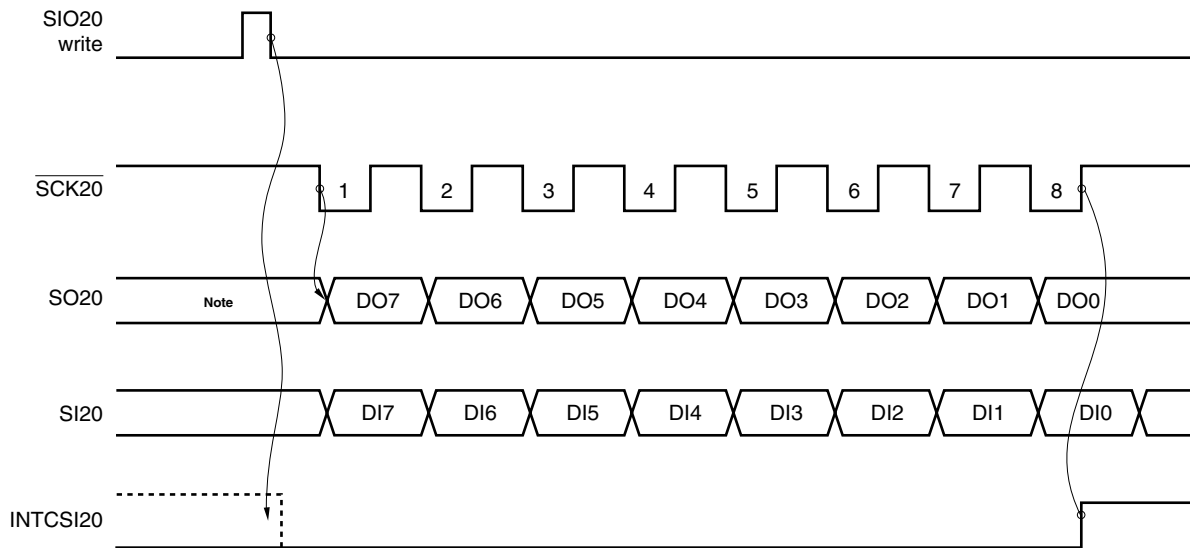 SIO20
write
SCK20
1 2 3 4 5 6 7 8
SO20
Note
DO7 DO6 DO5 DO4 DO3 DO2 DO1 DO0
SI20
DI7 DI6 DI5 DI4 DI3 DI2 DI1 DI0
INTCSI20